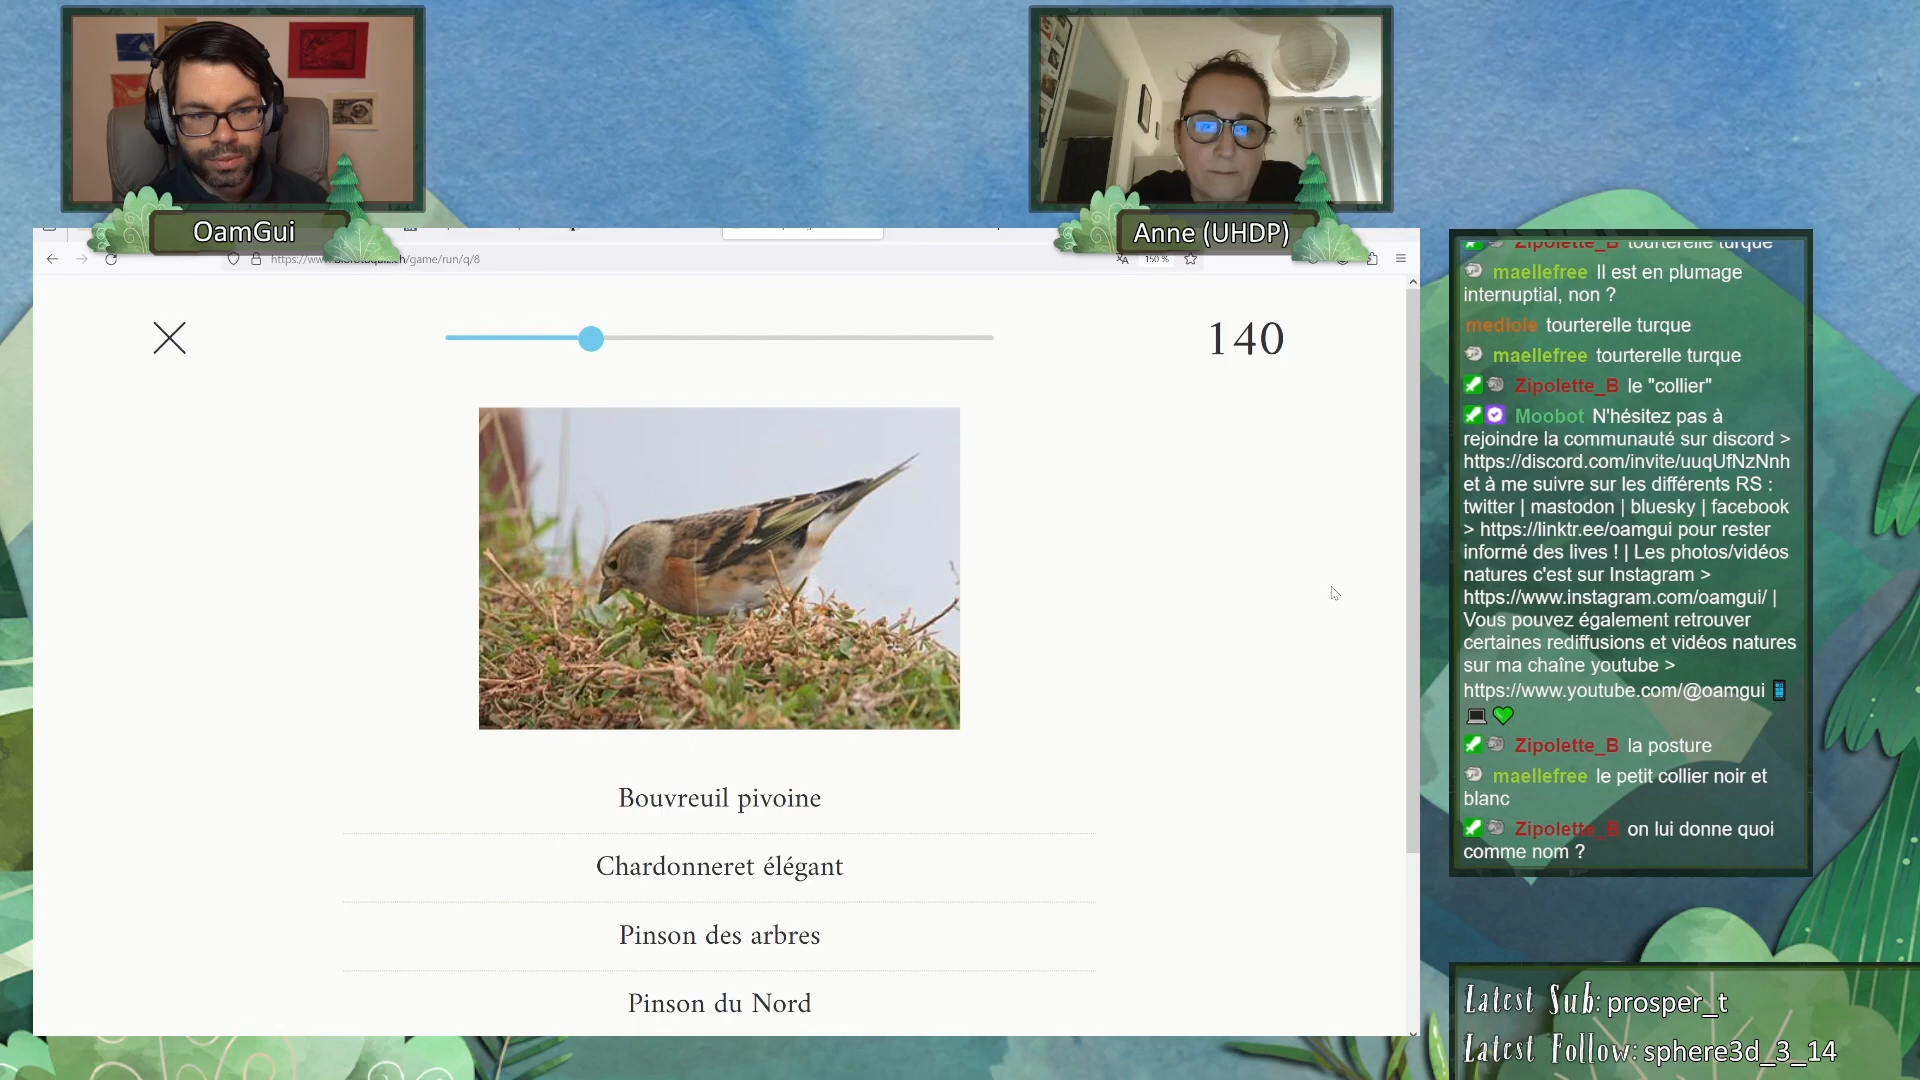 OamGui
Anne (UHDP)
/game/run/q/8
150 %
140
Bouvreuil pivoine
Chardonneret élégant
Pinson des arbres
Pinson du Nord
Zipolette_B tourterelle turque
maellefree Il est en plumage
internuptial, non ?
mediole tourterelle turque
maellefree tourterelle turque
Zipolette_B le "collier"
Moobot N'hésitez pas à
rejoindre la communauté sur discord >
https://discord.com/invite/uuqUfNzNnh
et à me suivre sur les différents RS :
twitter | mastodon | bluesky | facebook
> https://linktr.ee/oamgui pour rester
informé des lives ! | Les photos/vidéos
natures c'est sur Instagram >
https://www.instagram.com/oamgui/ |
Vous pouvez également retrouver
certaines rediffusions et vidéos natures
sur ma chaîne youtube >
https://www.youtube.com/@oamgui
Zipolette_B la posture
maellefree le petit collier noir et
blanc
Zipolette_B on lui donne quoi
comme nom ?
Latest Sub: prosper_t
Latest Follow: sphere3d_3_14